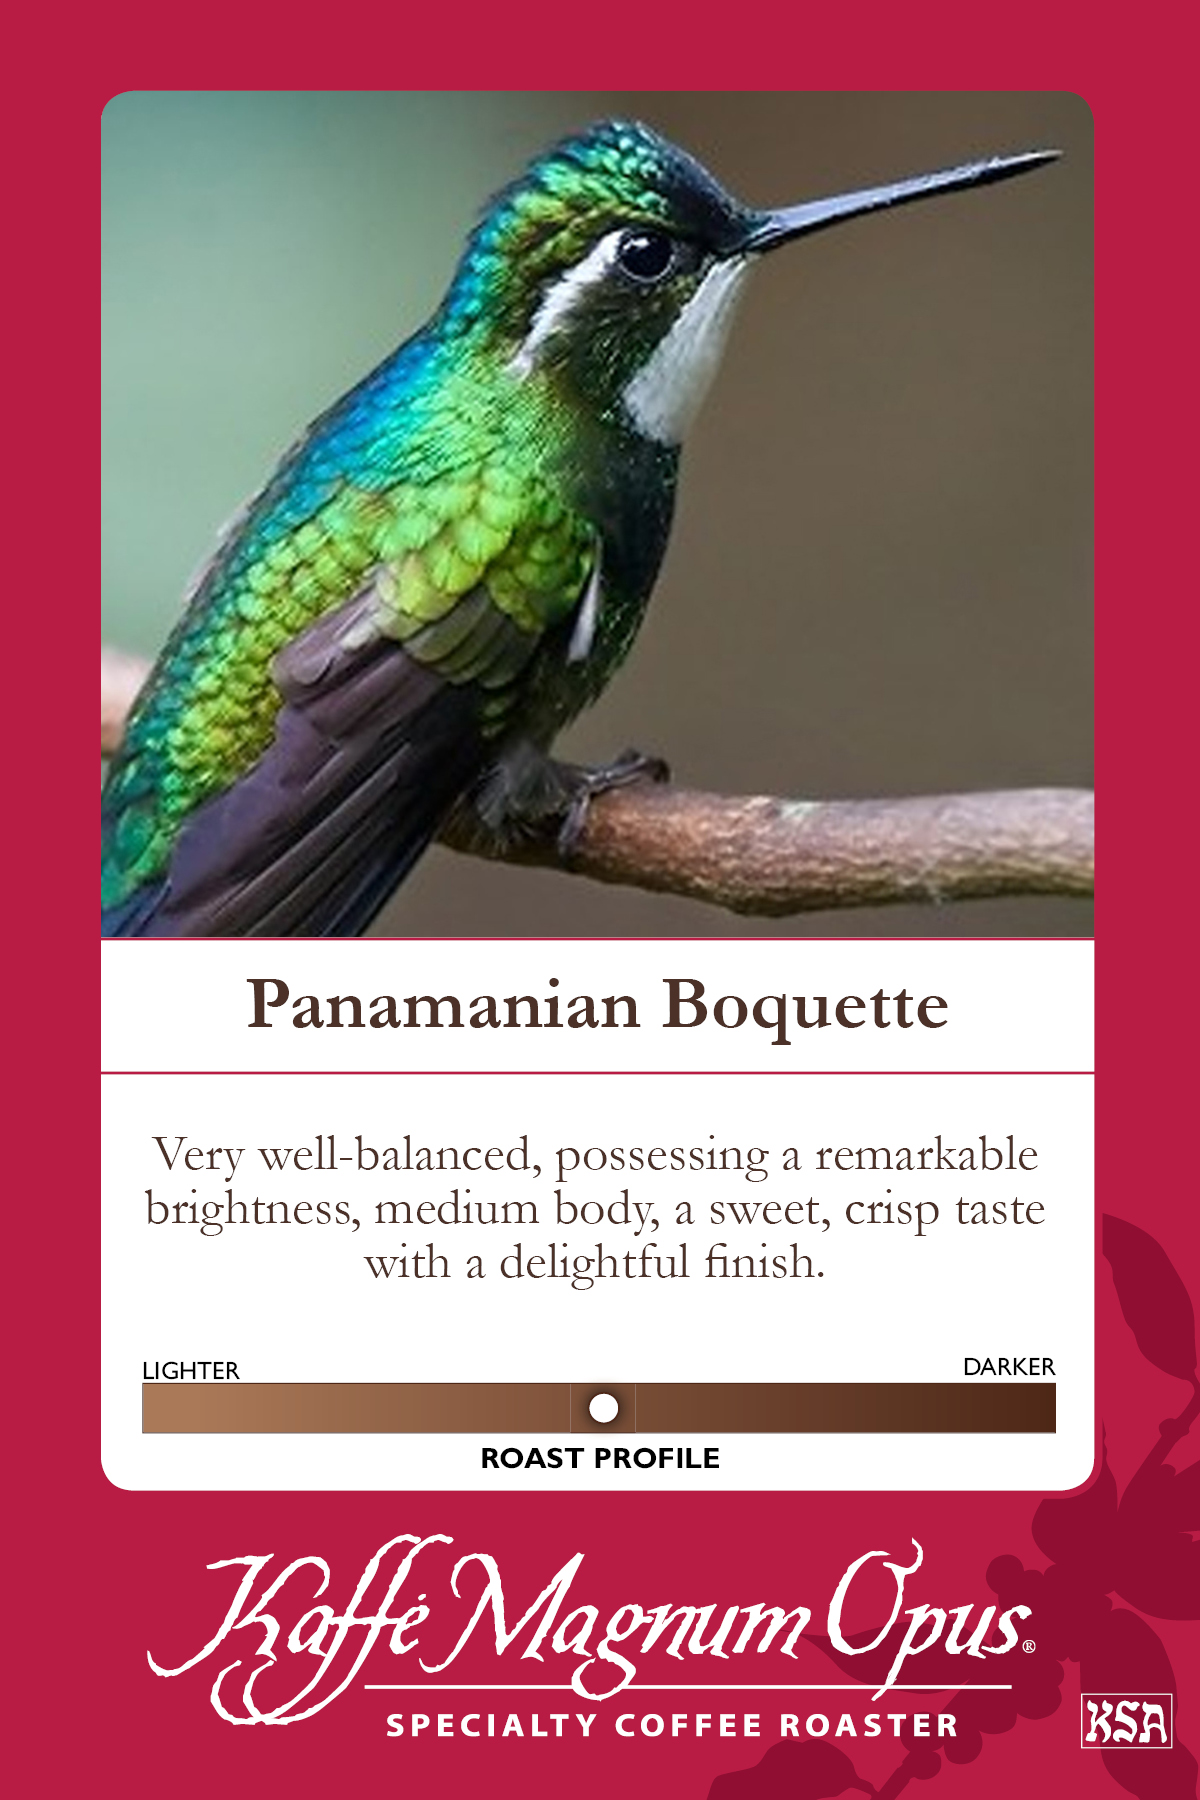 Panamanian Boquette
Very well-balanced, possessing a remarkable
brightness, medium body, a sweet, crisp taste
with a delightful finish.
LIGHTER
DARKER
ROAST PROFILE
Kaffé Magnum Opus®
SPECIALTY COFFEE ROASTER
KSA